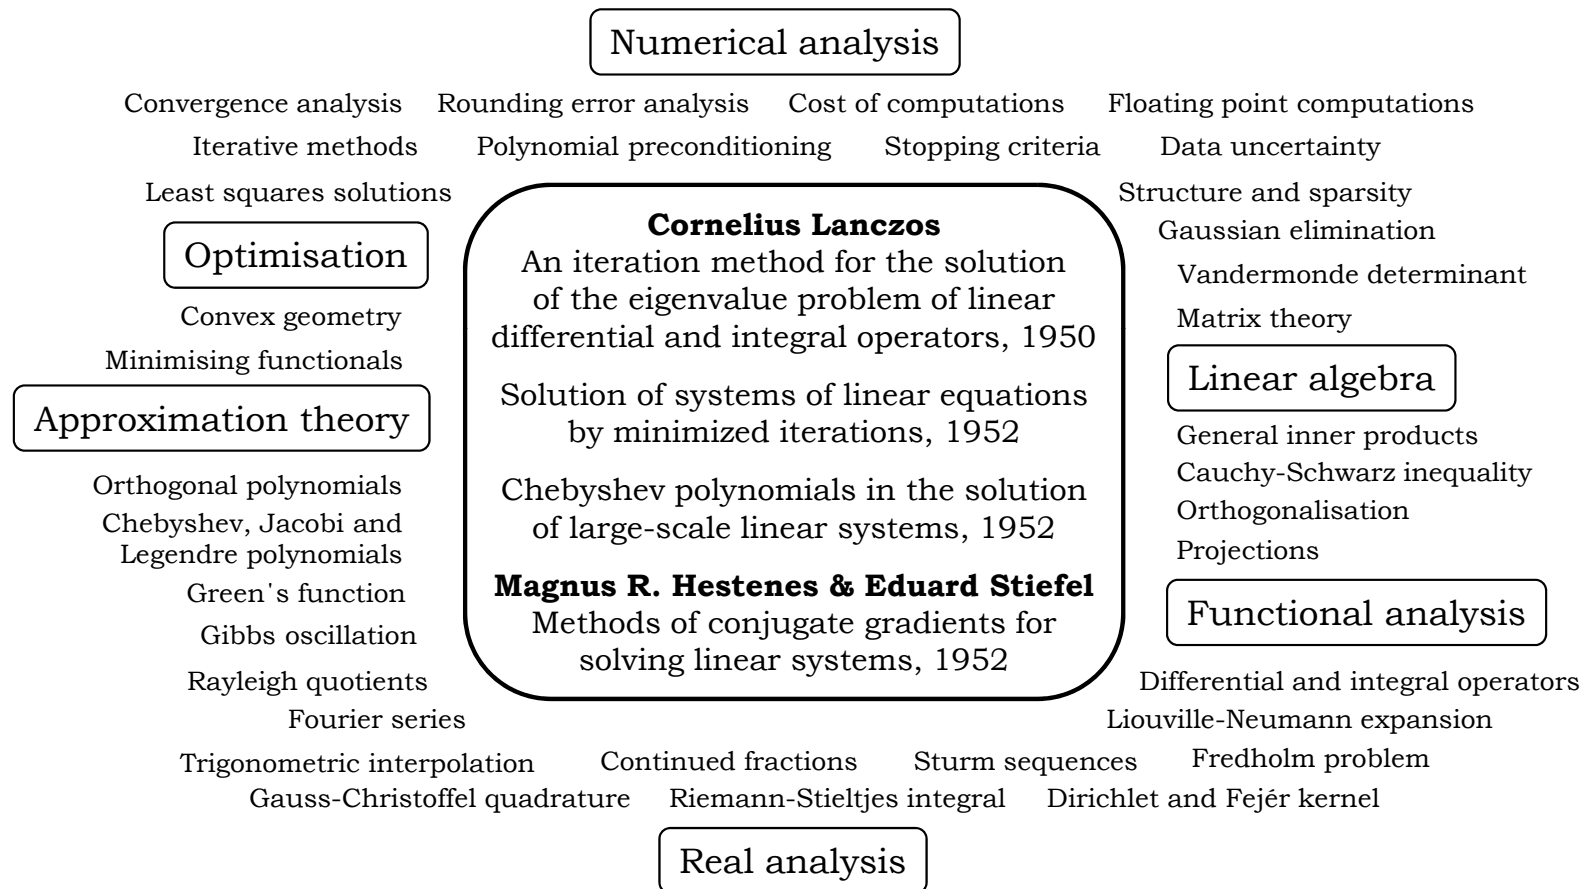 Numerical analysis
Convergence analysis Rounding error analysis Cost of computations Floating point computations
Iterative methods Polynomial preconditioning Stopping criteria Data uncertainty
Least squares solutions
Structure and sparsity
Optimisation
Gaussian elimination
Vandermonde determinant
Convex geometry
Matrix theory
Minimising functionals
Linear algebra
Approximation theory
Cornelius Lanczos
An iteration method for the solution
of the eigenvalue problem of linear
differential and integral operators, 1950
Solution of systems of linear equations
by minimized iterations, 1952
Chebyshev polynomials in the solution
of large-scale linear systems, 1952
Magnus R. Hestenes & Eduard Stiefel
Methods of conjugate gradients for
solving linear systems, 1952
General inner products
Cauchy-Schwarz inequality
Orthogonalisation
Projections
Orthogonal polynomials
Chebyshev, Jacobi and
Legendre polynomials
Green's function
Gibbs oscillation
Functional analysis
Rayleigh quotients
Differential and integral operators
Fourier series
Liouville-Neumann expansion
Trigonometric interpolation Continued fractions Sturm sequences Fredholm problem
Gauss-Christoffel quadrature Riemann-Stieltjes integral Dirichlet and Fejér kernel
Real analysis